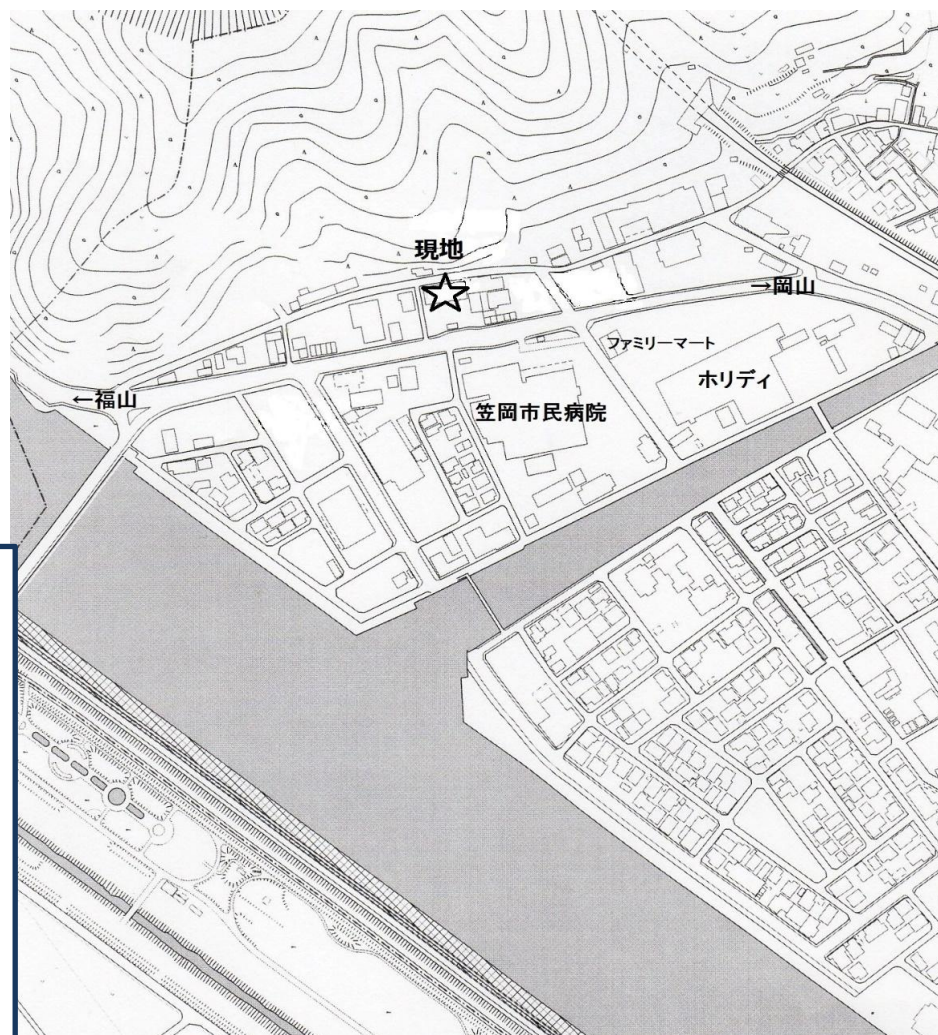 現地
→岡山
ファミリーマート
ホリディ
←福山
笠岡市民病院